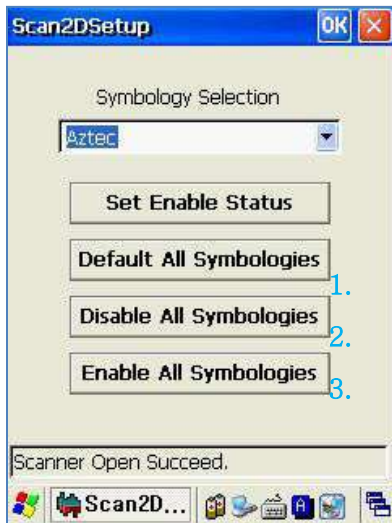 Scan2DSetup OK
Symbology Selection
Aztec
Set Enable Status
Default All Symbologies
1.
Disable All Symbologies
2.
Enable All Symbologies
3.
Scanner Open Succeed.
Scan2D... A